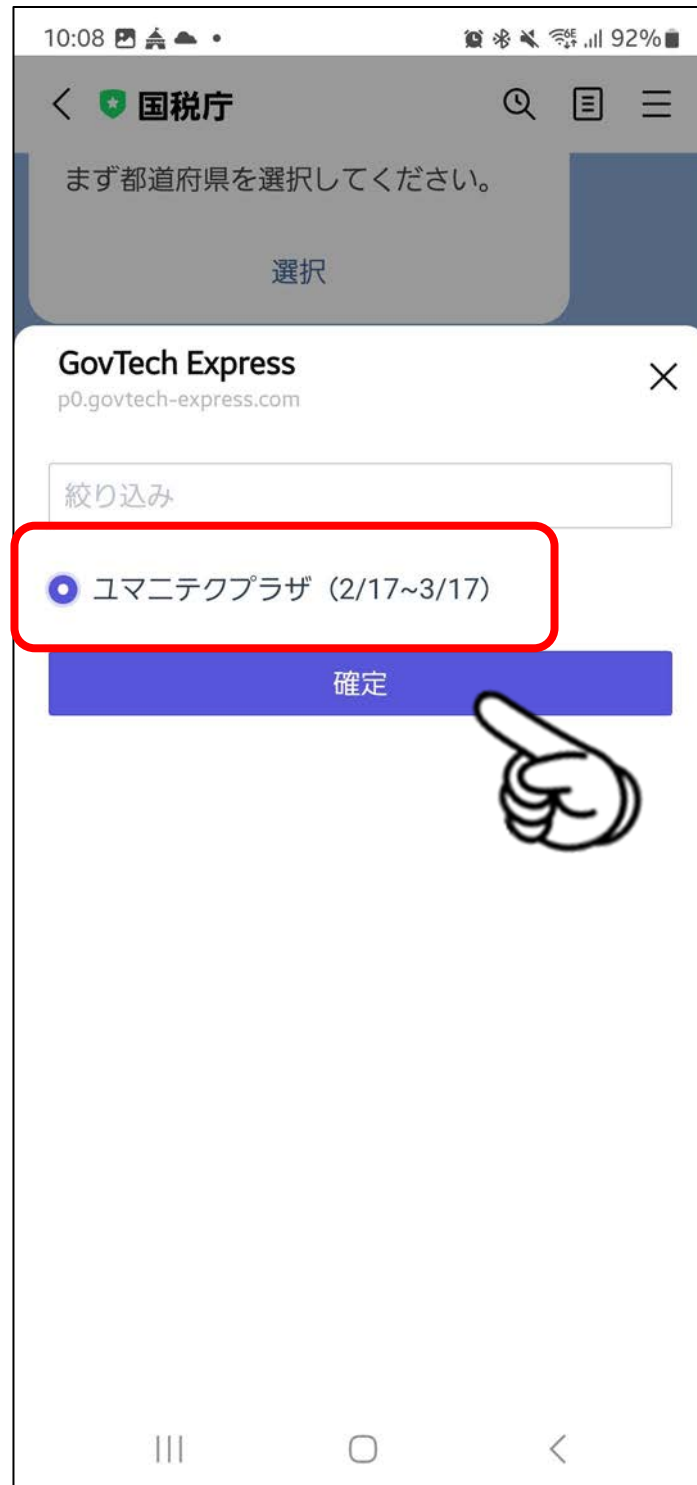 10:08 92%
国税庁
まず都道府県を選択してください。
選択
GovTech Express
p0.govtech-express.com
絞り込み
ユマニテクプラザ（2/17~3/17）
確定